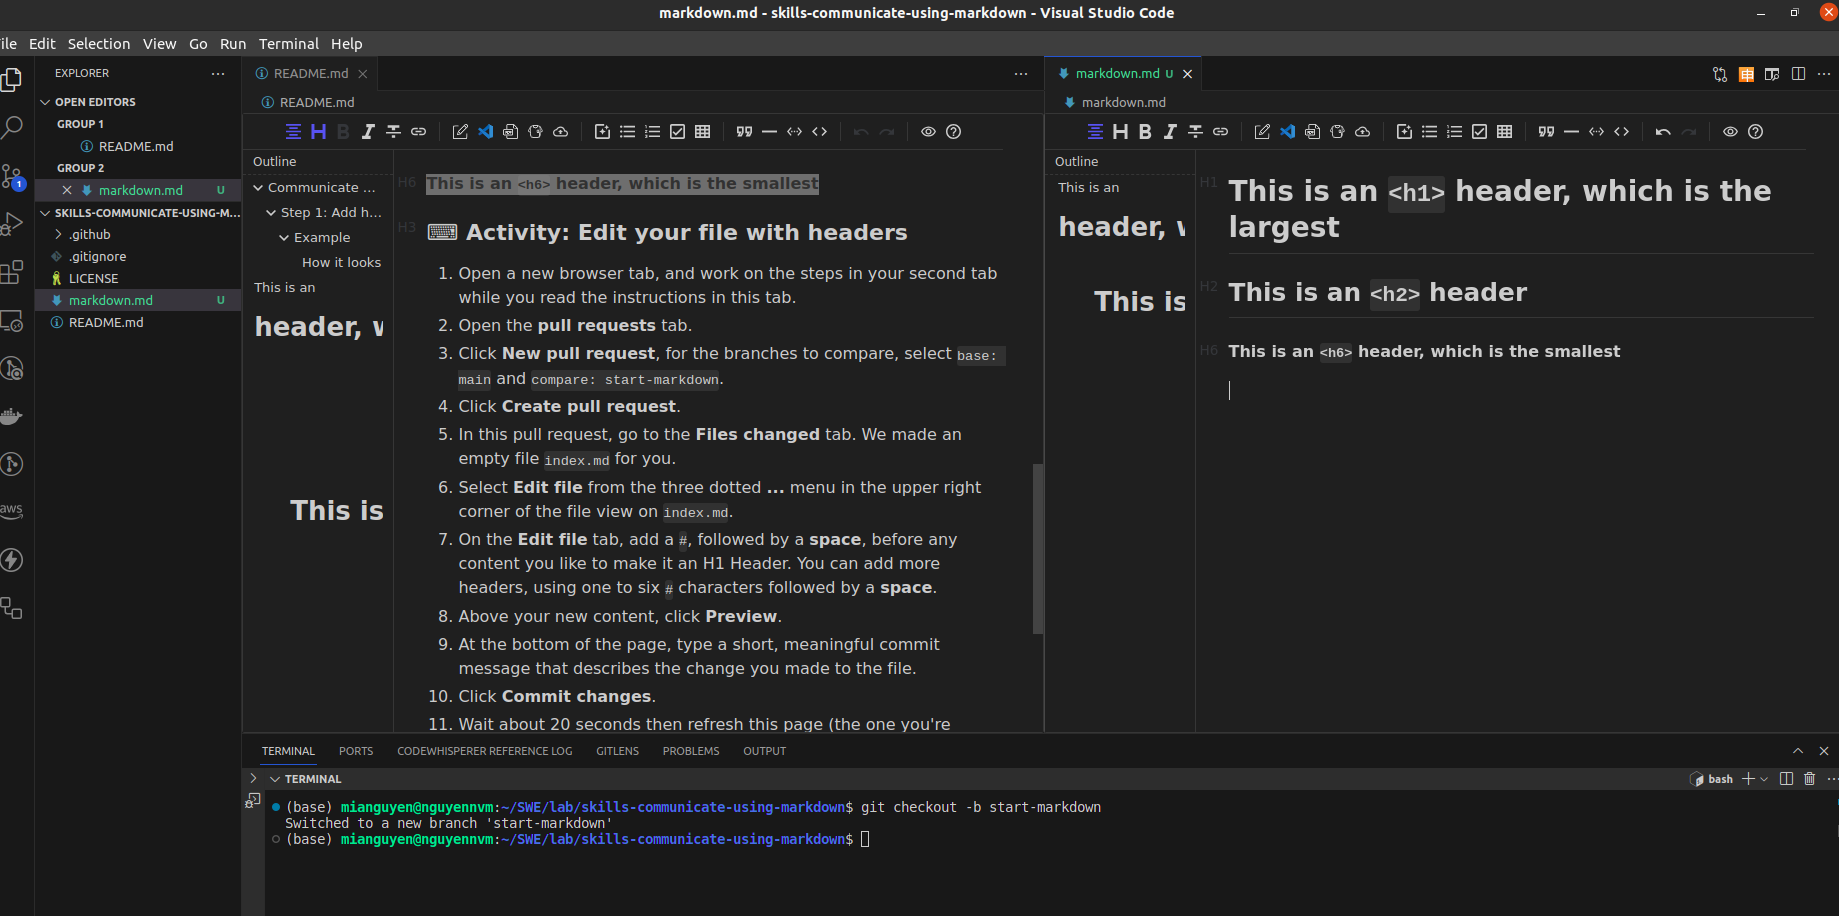 markdown.md - skills-communicate-using-markdown - Visual Studio Code
ile Edit Selection View Go Run Terminal Help
EXPLORER
OPEN EDITORS
GROUP 1
README.md
GROUP 2
markdown.md U
SKILLS-COMMUNICATE-USING-M...
.github
.gitignore
LICENSE
markdown.md U
README.md
1
aws
README.md
README.md
Outline
Communicate ...
Step 1: Add h...
Example
How it looks
This is an
header, w
This is
H6 This is an <h6> header, which is the smallest
H3 ⌨ Activity: Edit your file with headers
1. Open a new browser tab, and work on the steps in your second tab
while you read the instructions in this tab.
2. Open the pull requests tab.
3. Click New pull request, for the branches to compare, select base:
main and compare: start-markdown.
4. Click Create pull request.
5. In this pull request, go to the Files changed tab. We made an
empty file index.md for you.
6. Select Edit file from the three dotted ... menu in the upper right
corner of the file view on index.md.
7. On the Edit file tab, add a #, followed by a space, before any
content you like to make it an H1 Header. You can add more
headers, using one to six # characters followed by a space.
8. Above your new content, click Preview.
9. At the bottom of the page, type a short, meaningful commit
message that describes the change you made to the file.
10. Click Commit changes.
11. Wait about 20 seconds then refresh this page (the one you're
markdown.md U
markdown.md
Outline
This is an
header, w
This is
H1 This is an <h1> header, which is the
largest
H2 This is an <h2> header
H6 This is an <h6> header, which is the smallest
TERMINAL PORTS CODEWHISPERER REFERENCE LOG GITLENS PROBLEMS OUTPUT
TERMINAL
bash
(base) mianguyen@nguyennvm:~/SWE/lab/skills-communicate-using-markdown$ git checkout -b start-markdown
Switched to a new branch 'start-markdown'
(base) mianguyen@nguyennvm:~/SWE/lab/skills-communicate-using-markdown$